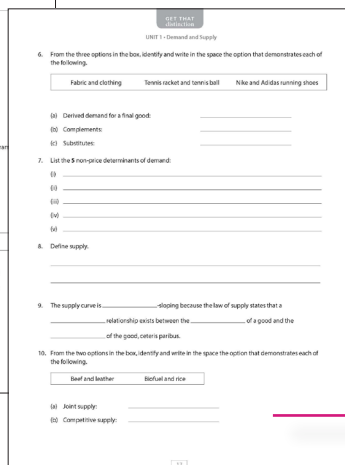 GET THAT
distinction
UNIT 1 • Demand and Supply
6. From the three options in the box, identify and write in the space the option that demonstrates each of
the following.
Fabric and clothing Tennis racket and tennis ball Nike and Adidas running shoes
(a) Derived demand for a final good:
(b) Complements:
(c) Substitutes:
7. List the 5 non-price determinants of demand:
(i)
(ii)
(iii)
(iv)
(v)
8. Define supply.
9. The supply curve is ____________-sloping because the law of supply states that a
____________ relationship exists between the ____________ of a good and the
____________ of the good, ceteris paribus.
10. From the two options in the box, identify and write in the space the option that demonstrates each of
the following.
Beef and leather Biofuel and rice
(a) Joint supply:
(b) Competitive supply: